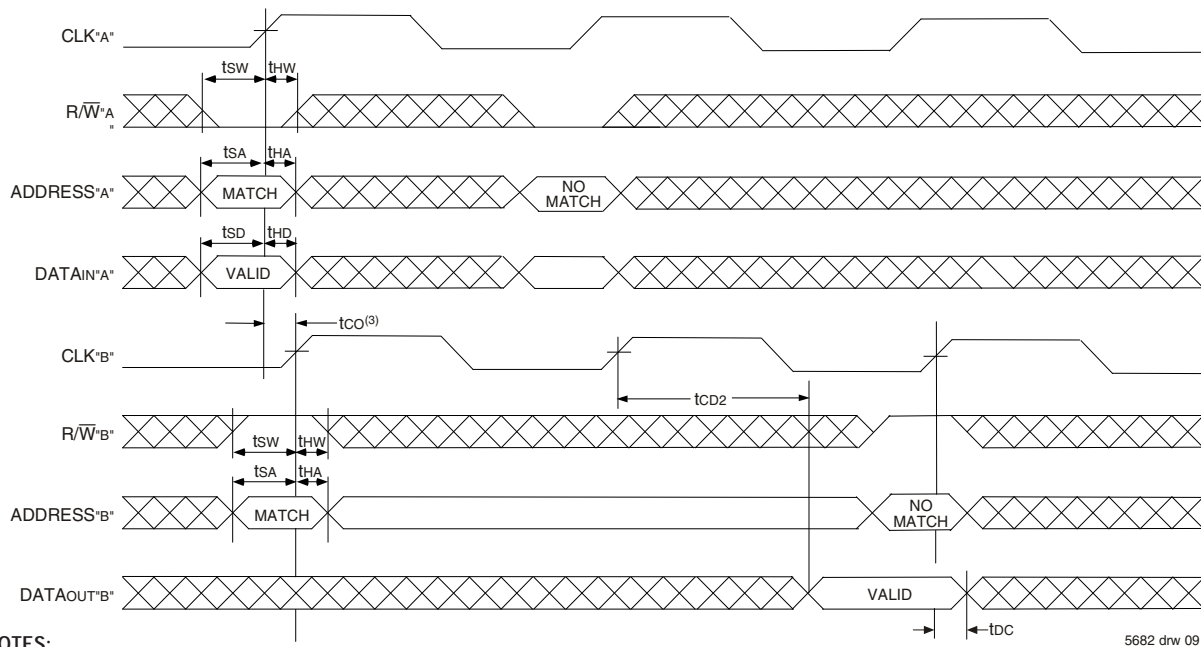 CLK"A"
tSW tHW
R/W̅"A
"
tSA tHA
ADDRESS"A" MATCH NO MATCH
tSD tHD
DATAIN"A" VALID
tCO(3)
CLK"B"
tCD2
R/W̅"B"
tSW tHW
tSA tHA
ADDRESS"B" MATCH NO MATCH
DATAOUT"B" VALID
tDC
5682 drw 09
OTES: